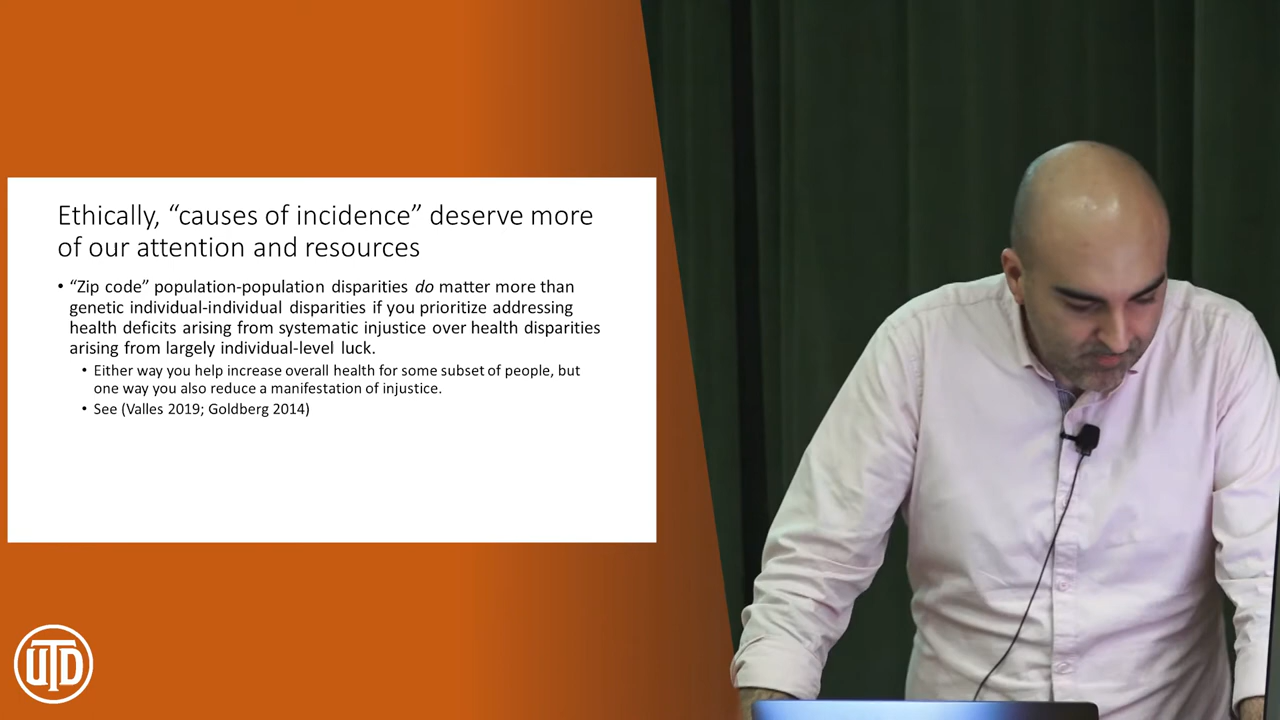 Ethically, “causes of incidence” deserve more
of our attention and resources
• “Zip code” population-population disparities do matter more than
genetic individual-individual disparities if you prioritize addressing
health deficits arising from systematic injustice over health disparities
arising from largely individual-level luck.
• Either way you help increase overall health for some subset of people, but
one way you also reduce a manifestation of injustice.
• See (Valles 2019; Goldberg 2014)
UTD